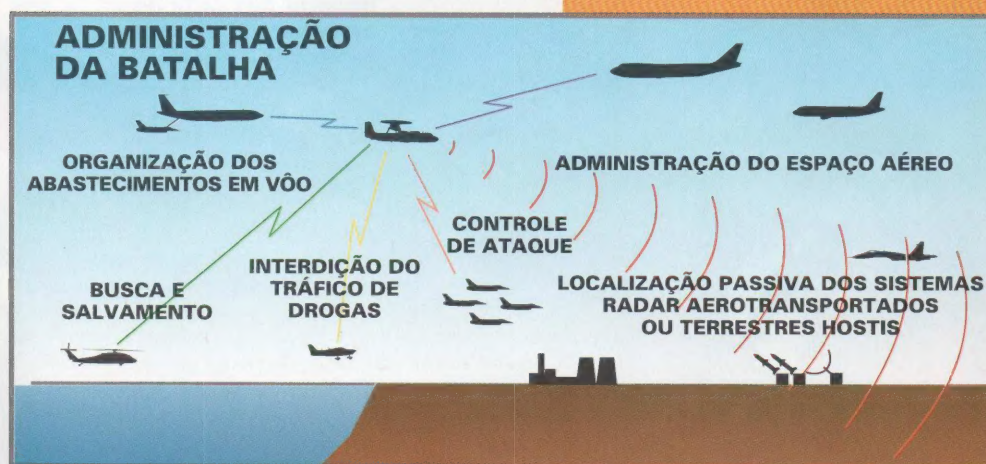 ADMINISTRAÇÃO
DA BATALHA
ORGANIZAÇÃO DOS
ABASTECIMENTOS EM VÔO
ADMINISTRAÇÃO DO ESPAÇO AÉREO
CONTROLE
DE ATAQUE
BUSCA E
SALVAMENTO
INTERDIÇÃO DO
TRÁFICO DE
DROGAS
LOCALIZAÇÃO PASSIVA DOS SISTEMAS
RADAR AEROTRANSPORTADOS
OU TERRESTRES HOSTIS